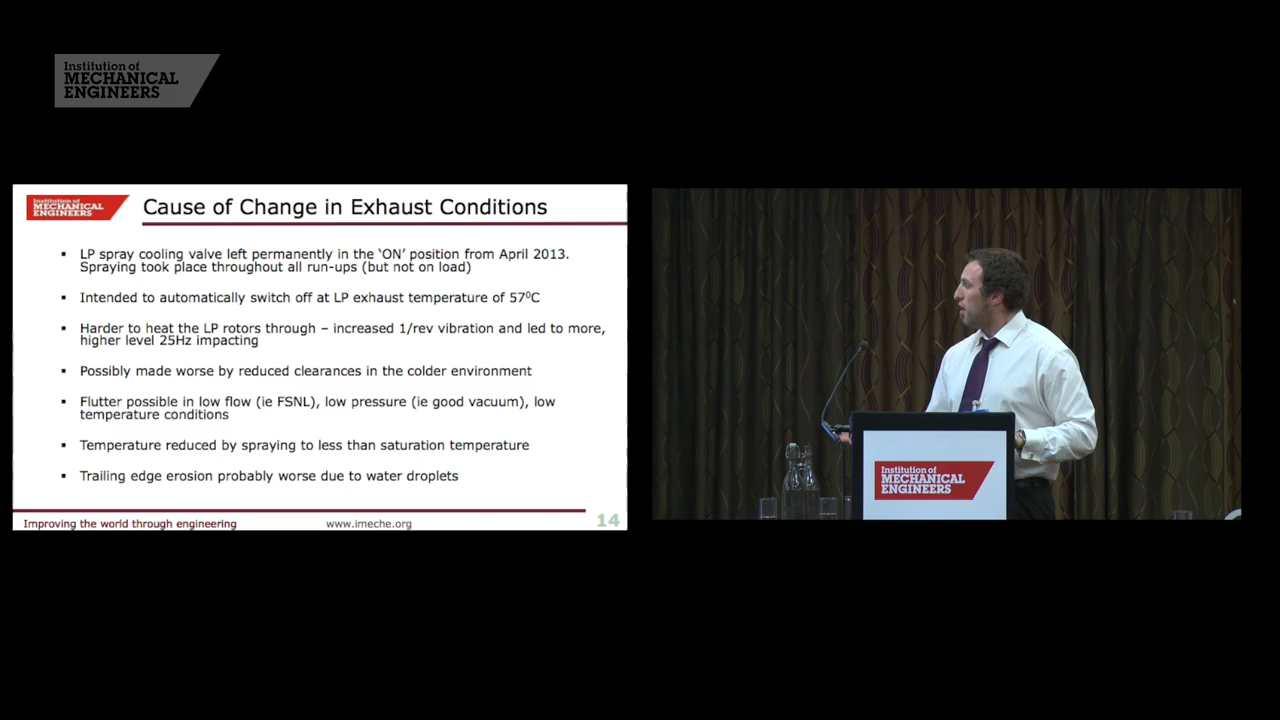 Institution of
MECHANICAL
ENGINEERS
Institution of
MECHANICAL
ENGINEERS
Cause of Change in Exhaust Conditions
▪ LP spray cooling valve left permanently in the ‘ON’ position from April 2013.
Spraying took place throughout all run-ups (but not on load)
▪ Intended to automatically switch off at LP exhaust temperature of 57⁰C
▪ Harder to heat the LP rotors through – increased 1/rev vibration and led to more,
higher level 25Hz impacting
▪ Possibly made worse by reduced clearances in the colder environment
▪ Flutter possible in low flow (ie FSNL), low pressure (ie good vacuum), low
temperature conditions
▪ Temperature reduced by spraying to less than saturation temperature
▪ Trailing edge erosion probably worse due to water droplets
Improving the world through engineering
www.imeche.org
14
Institution of
MECHANICAL
ENGINEERS